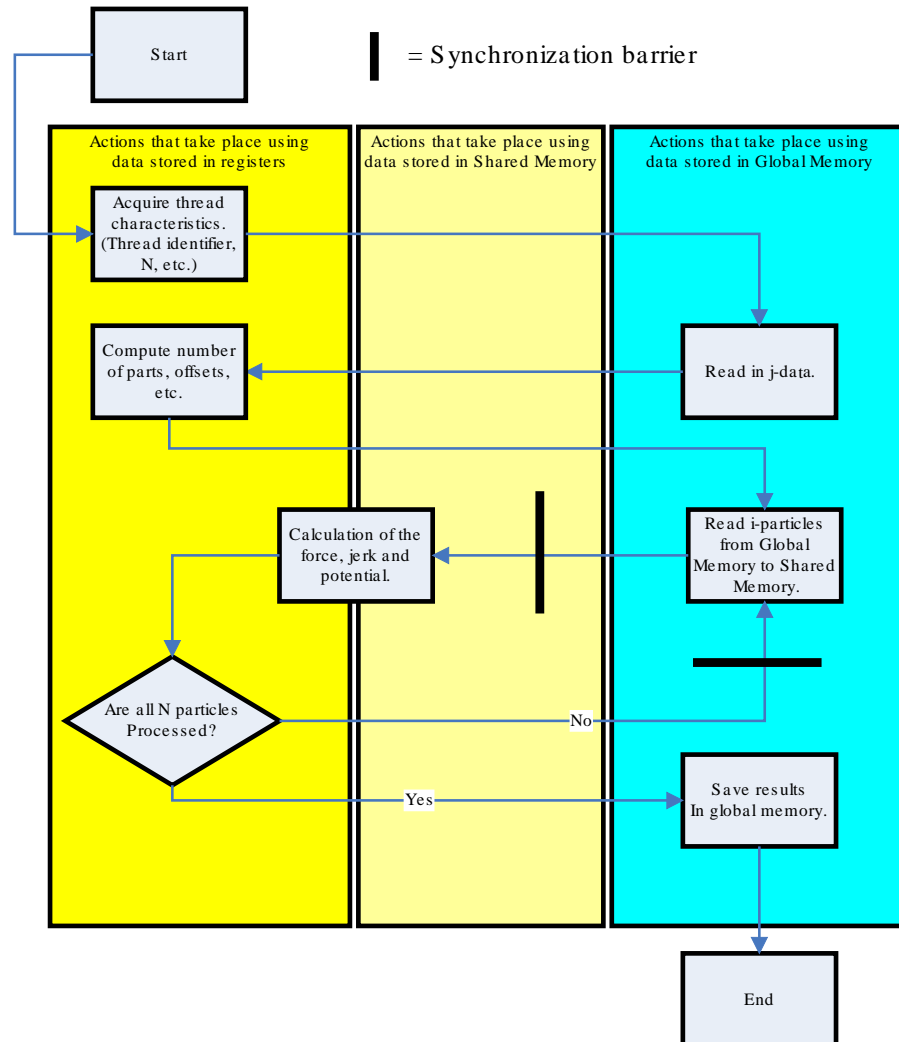 Start
= Synchronization barrier
Actions that take place using
data stored in registers
Actions that take place using
data stored in Shared Memory
Actions that take place using
data stored in Global Memory
Acquire thread
characteristics.
(Thread identifier,
N, etc.)
Compute number
of parts, offsets,
etc.
Read in j-data.
Calculation of the
force, jerk and
potential.
Read i-particles
from Global
Memory to Shared
Memory.
Are all N particles
Processed?
No
Yes
Save results
In global memory.
End